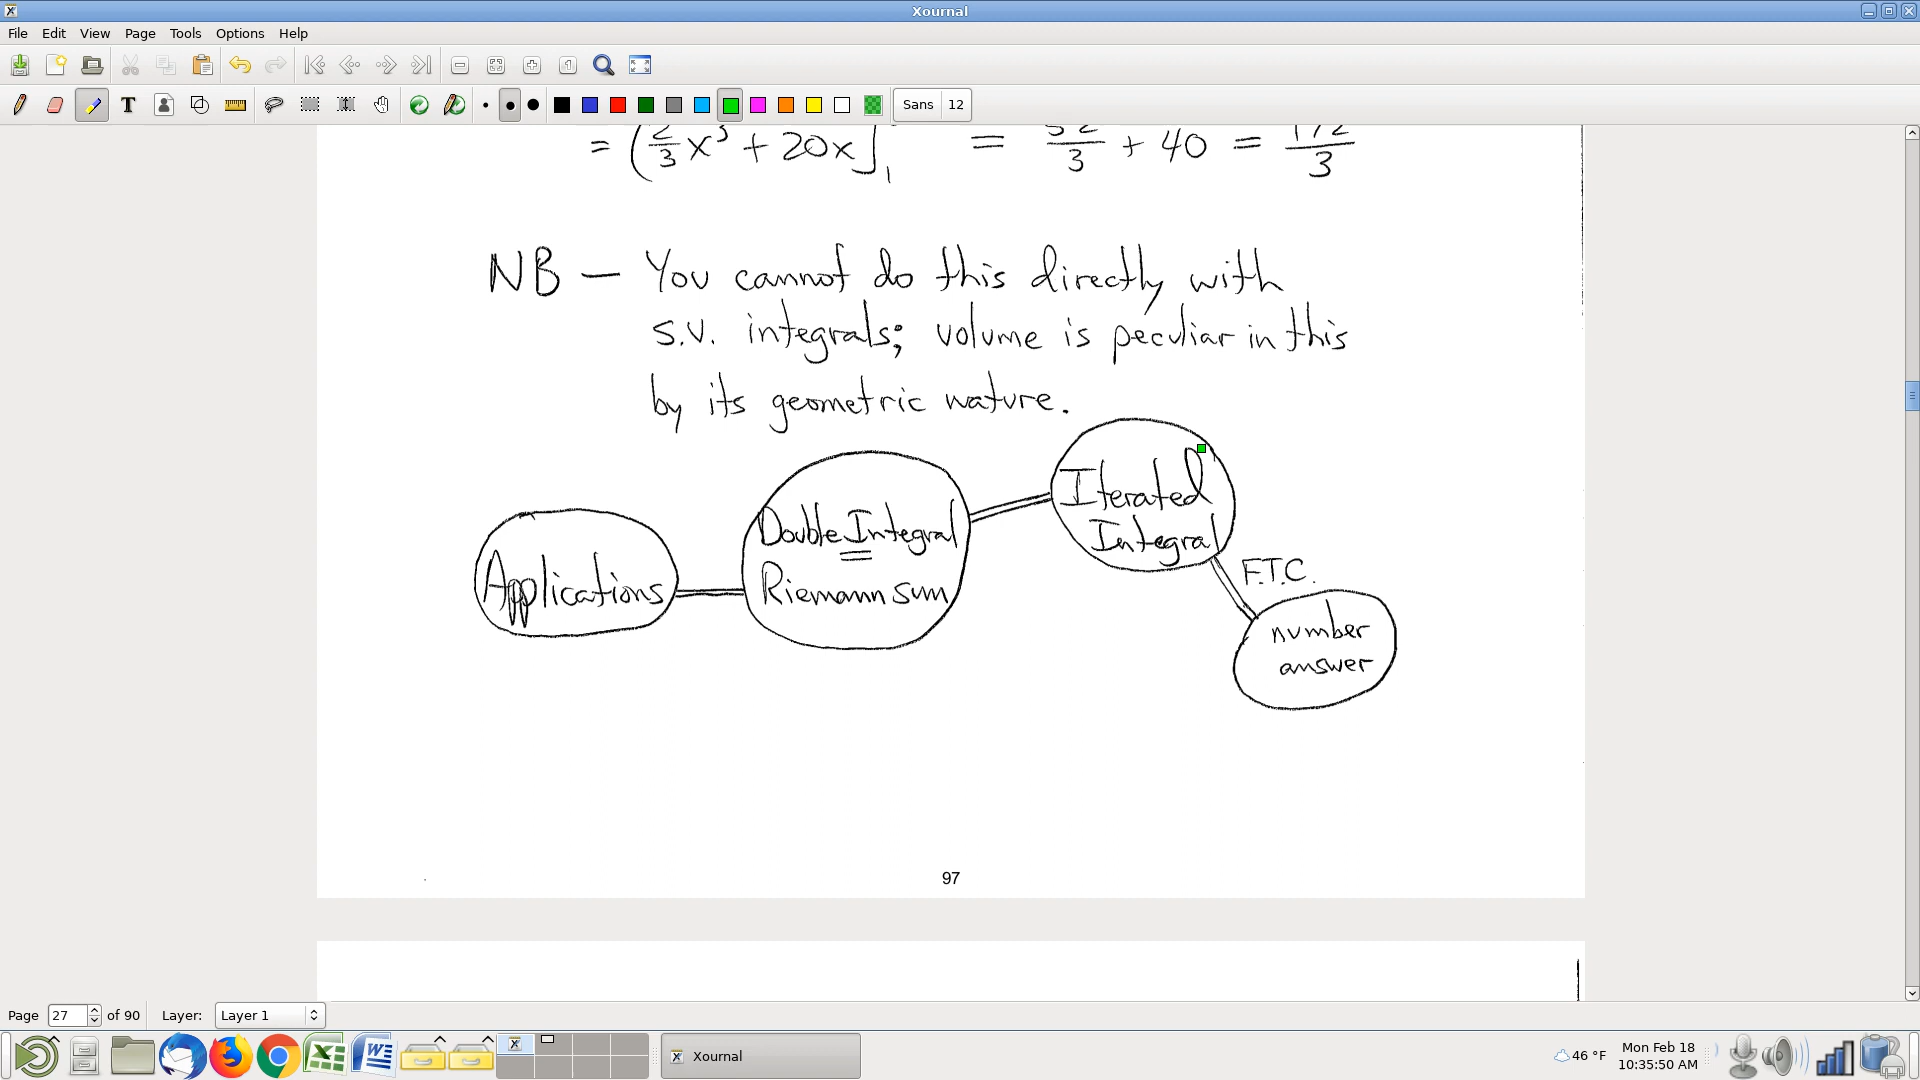 Xournal
File Edit View Page Tools Options Help
Sans 12
= (2/3 x³ + 20x]₁ = 52/3 + 40 = 172/3
NB — You cannot do this directly with
S.V. integrals; volume is peculiar in this
by its geometric nature.
Iterated
Integral
Double Integral
=
Riemann sum
Applications
F.T.C.
number
answer
97
Page 27 of 90 Layer: Layer 1
Xournal
46 °F
Mon Feb 18
10:35:50 AM